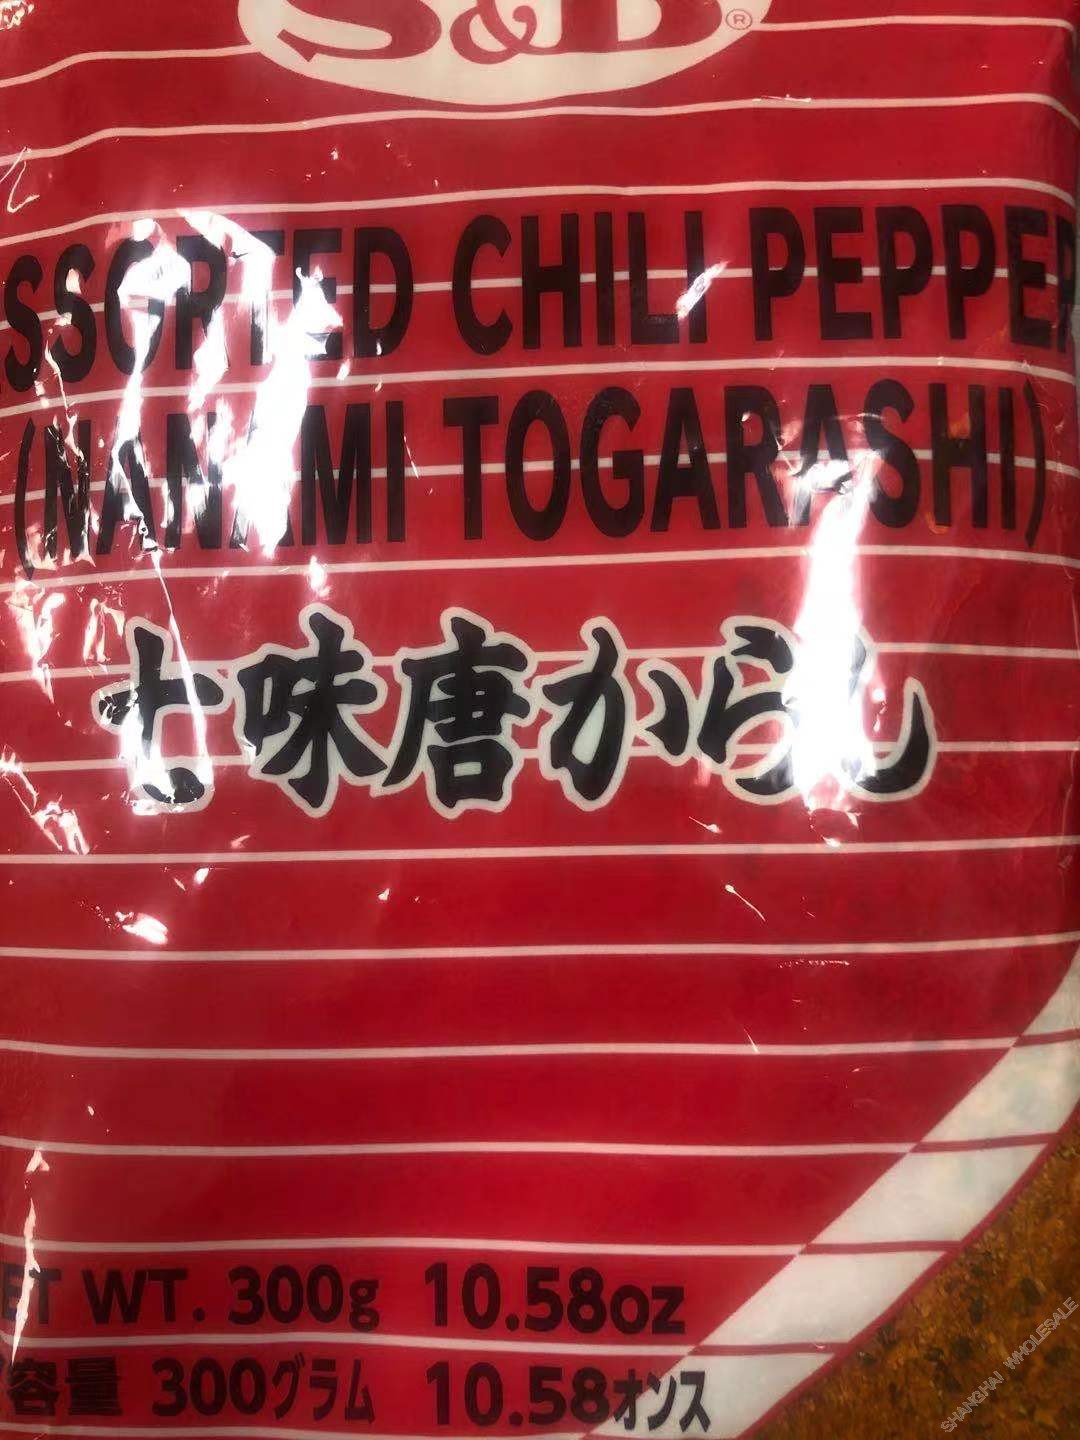 S&B®
SSORTED CHILI PEPPER
(NANAMI TOGARASHI)
七味唐からし
ET WT. 300g 10.58oz
容量 300グラム 10.58オンス
SHANGHAI WHOLESALE